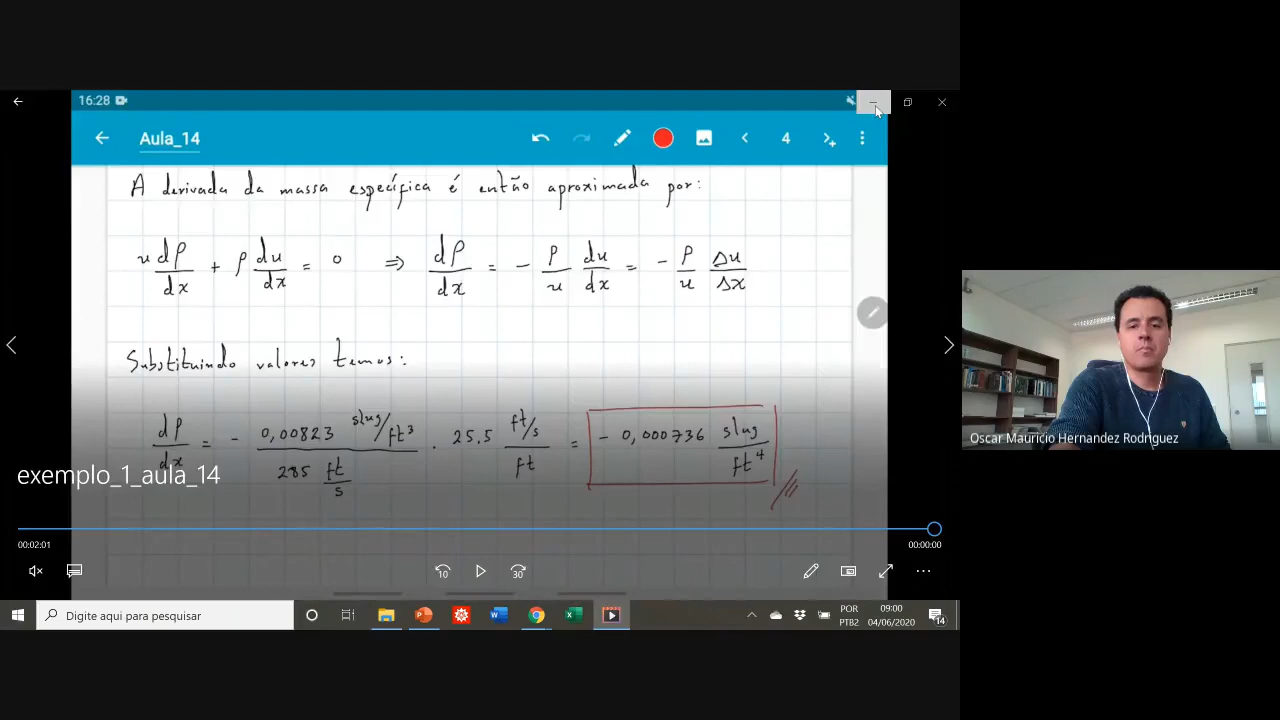 16:28
Aula_14
4
A derivada da massa específica é então aproximada por:
u dρ/dx + ρ du/dx = 0 ⇒ dρ/dx = - ρ/u du/dx = - ρ/u Δu/Δx
Substituindo valores temos:
dρ/dx = - 0,00823 slug/ft³ / 285 ft/s . 25.5 ft/s / ft = - 0,000736 slug/ft⁴
exemplo_1_aula_14
00:02:01
00:00:00
10
30
Digite aqui para pesquisar
POR
PTB2
09:00
04/06/2020
14
Oscar Mauricio Hernandez Rodriguez